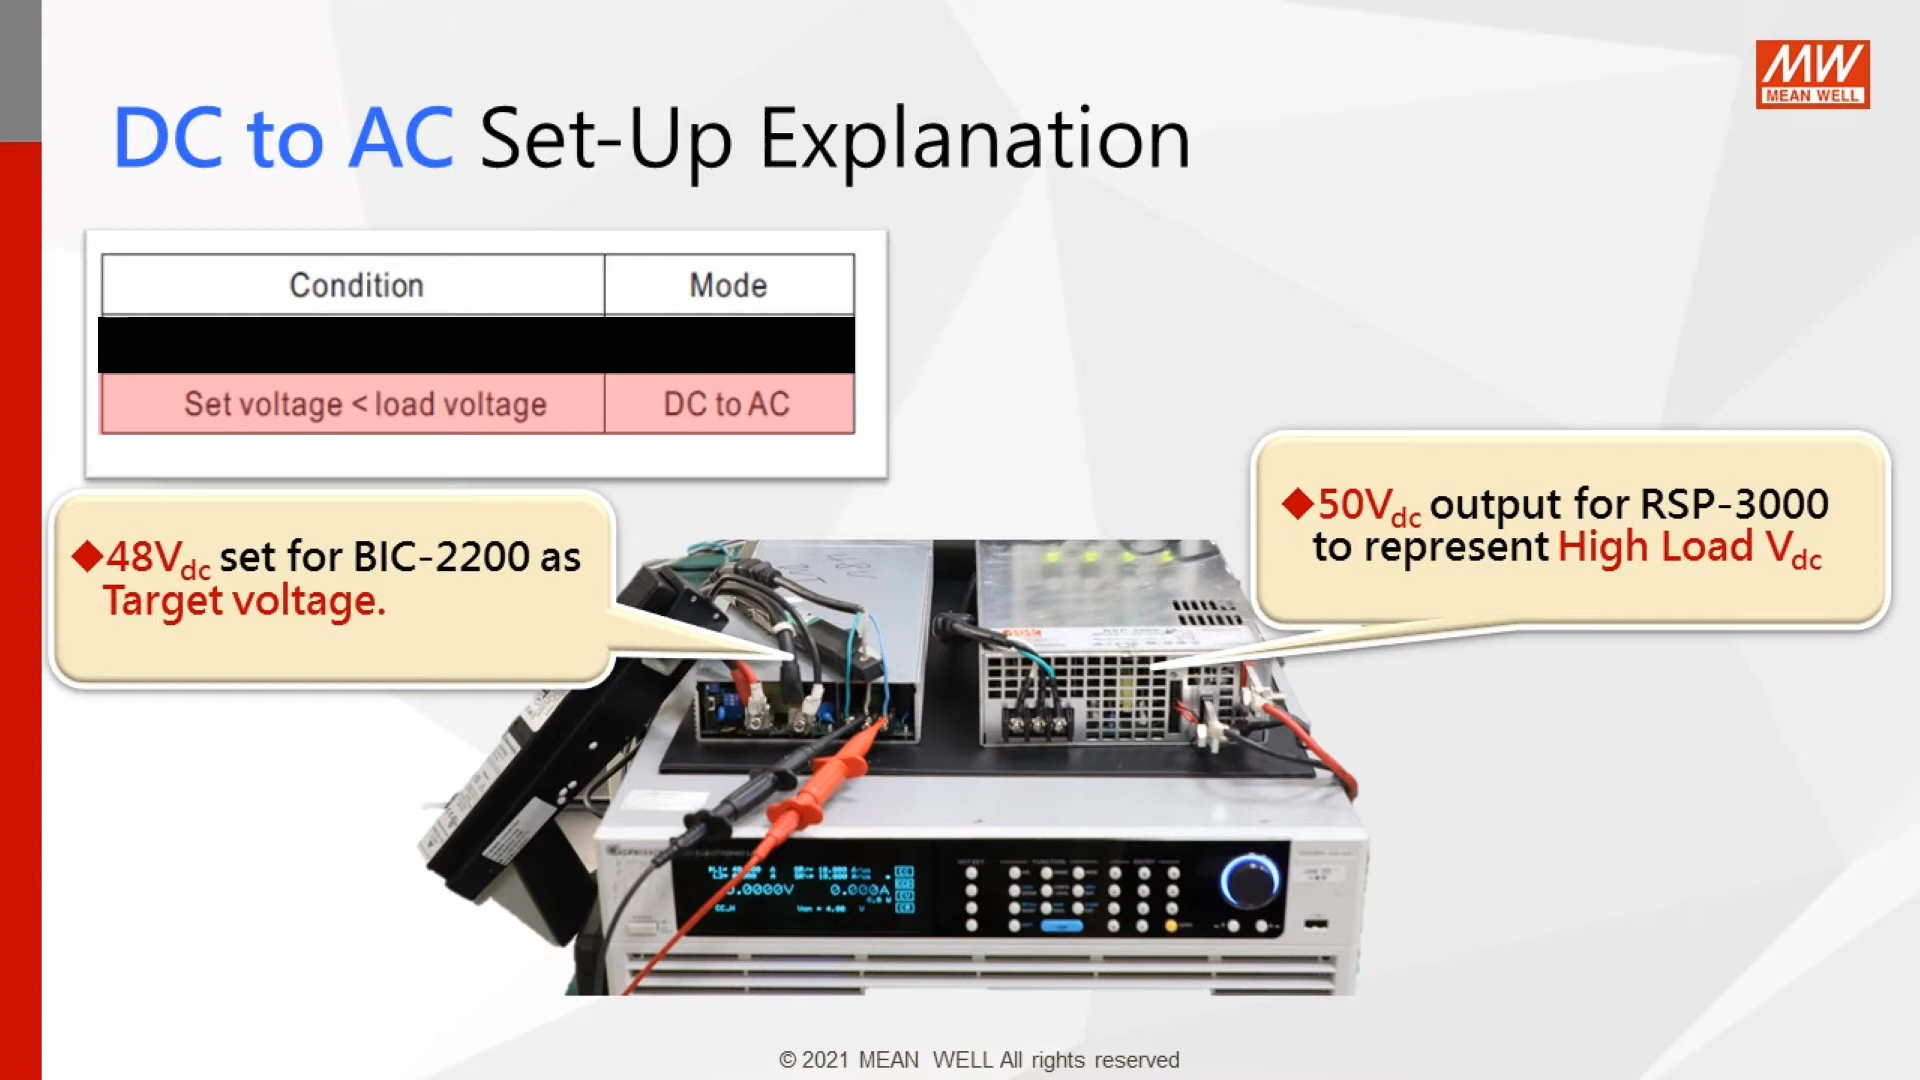 MW
MEAN WELL
DC to AC Set-Up Explanation
Condition Mode
Set voltage < load voltage DC to AC
◆48Vdc set for BIC-2200 as
Target voltage.
◆50Vdc output for RSP-3000
to represent High Load Vdc
0.000A
© 2021 MEAN WELL All rights reserved